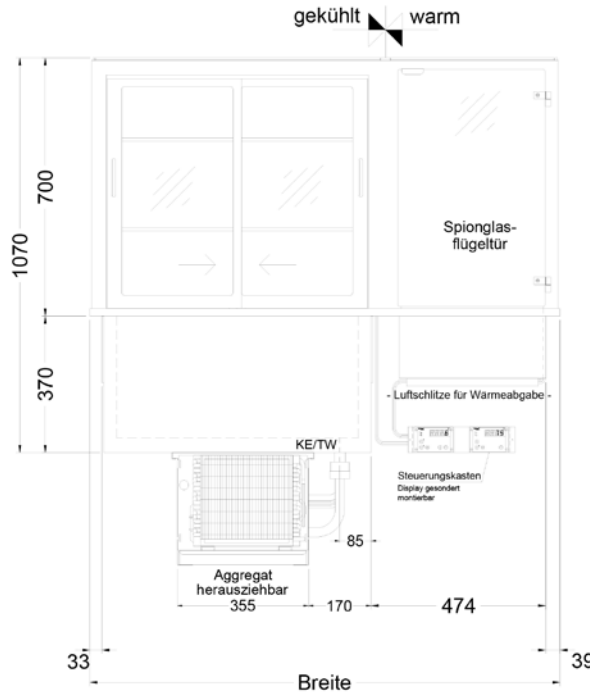 gekühlt warm
700
1070
370
Spionglas-
flügeltür
- Luftschlitze für Wärmeabgabe -
KE/TW
Steuerungskasten
Display gesondert
montierbar
85
Aggregat
herausziehbar
355
170
474
33
39
Breite